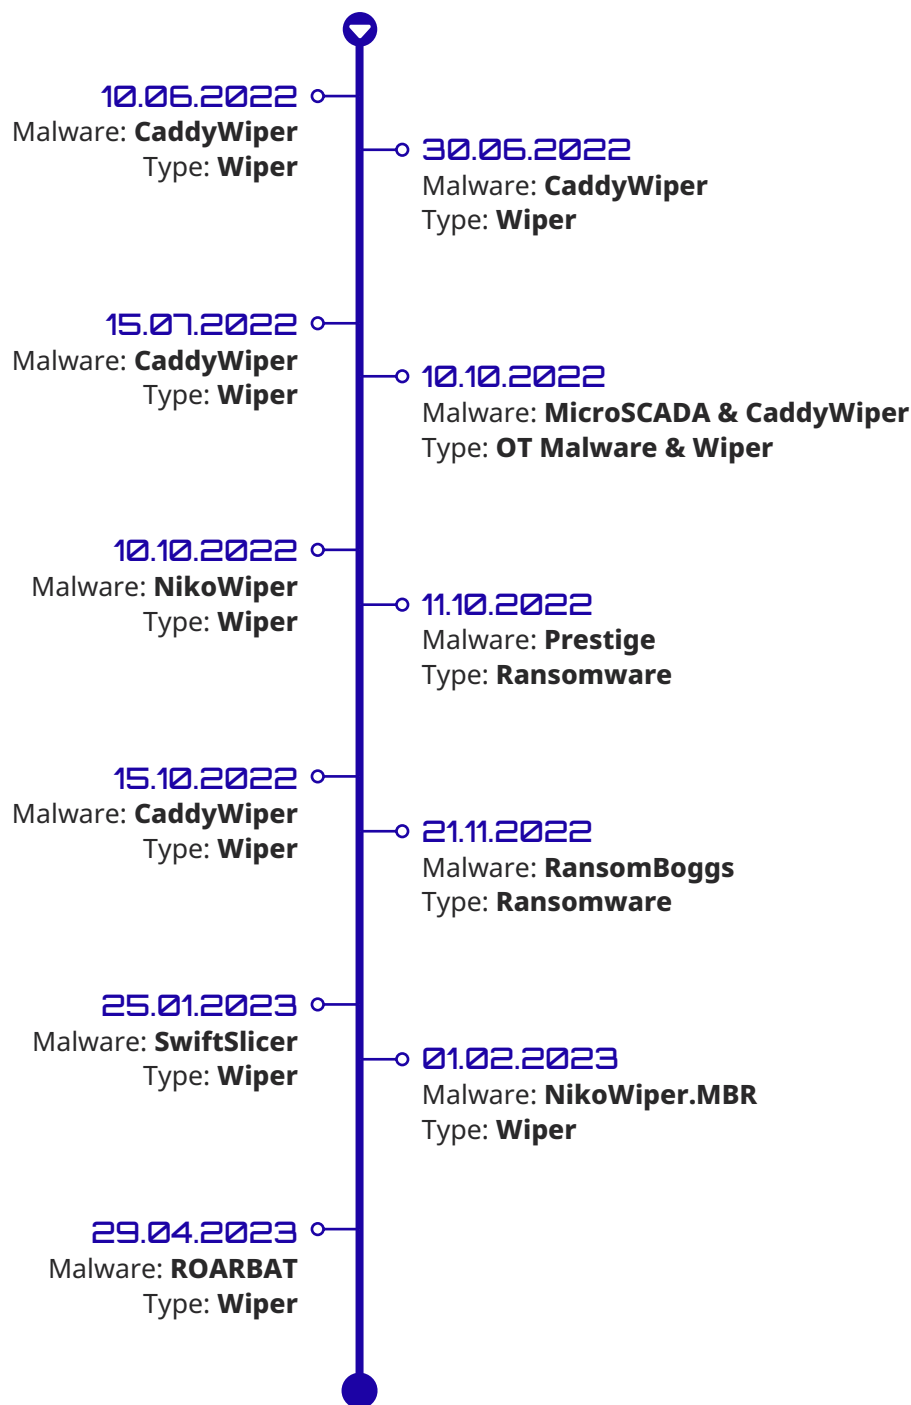 10.06.2022
Malware: CaddyWiper
Type: Wiper
30.06.2022
Malware: CaddyWiper
Type: Wiper
15.07.2022
Malware: CaddyWiper
Type: Wiper
10.10.2022
Malware: MicroSCADA & CaddyWiper
Type: OT Malware & Wiper
10.10.2022
Malware: NikoWiper
Type: Wiper
11.10.2022
Malware: Prestige
Type: Ransomware
15.10.2022
Malware: CaddyWiper
Type: Wiper
21.11.2022
Malware: RansomBoggs
Type: Ransomware
25.01.2023
Malware: SwiftSlicer
Type: Wiper
01.02.2023
Malware: NikoWiper.MBR
Type: Wiper
29.04.2023
Malware: ROARBAT
Type: Wiper